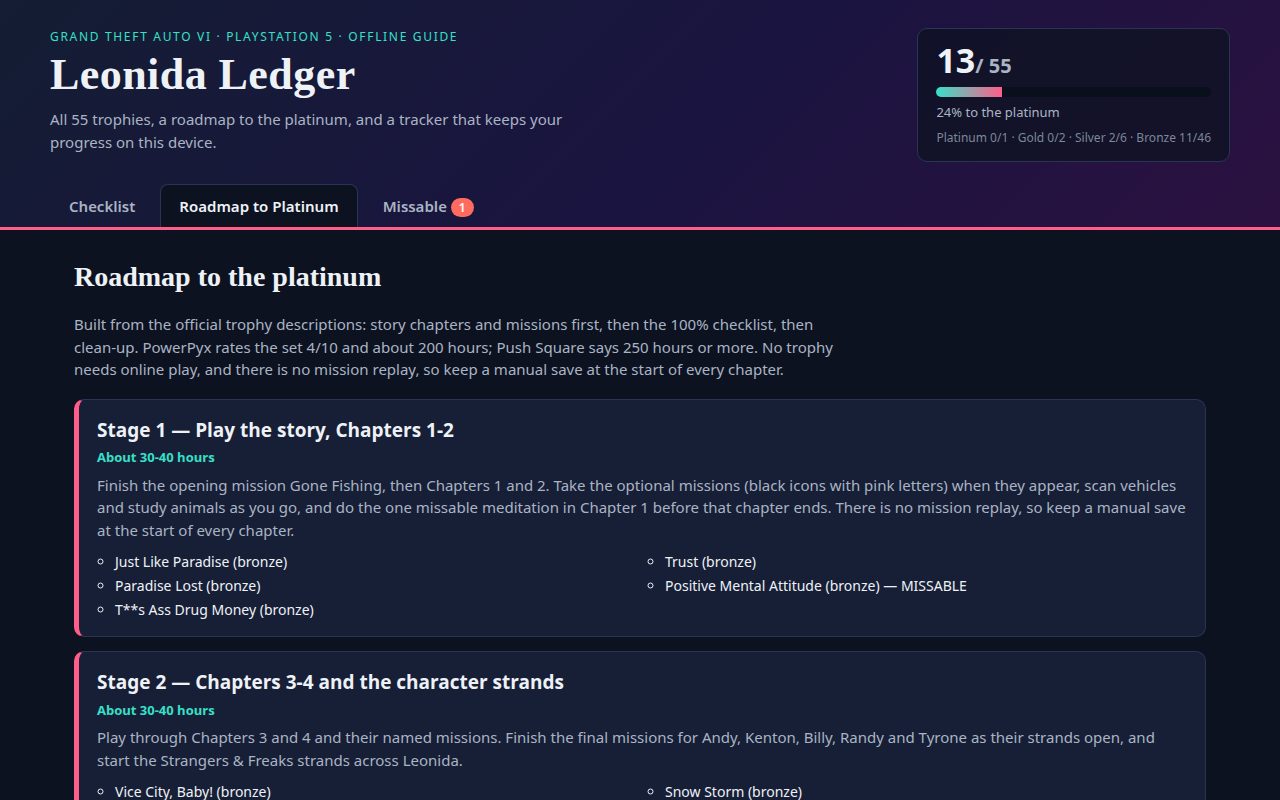 GRAND THEFT AUTO VI · PLAYSTATION 5 · OFFLINE GUIDE
Leonida Ledger
All 55 trophies, a roadmap to the platinum, and a tracker that keeps your
progress on this device.
13/ 55
24% to the platinum
Platinum 0/1 · Gold 0/2 · Silver 2/6 · Bronze 11/46
Checklist
Roadmap to Platinum
Missable 1
Roadmap to the platinum
Built from the official trophy descriptions: story chapters and missions first, then the 100% checklist, then
clean-up. PowerPyx rates the set 4/10 and about 200 hours; Push Square says 250 hours or more. No trophy
needs online play, and there is no mission replay, so keep a manual save at the start of every chapter.
Stage 1 — Play the story, Chapters 1-2
About 30-40 hours
Finish the opening mission Gone Fishing, then Chapters 1 and 2. Take the optional missions (black icons with pink letters) when they appear, scan vehicles
and study animals as you go, and do the one missable meditation in Chapter 1 before that chapter ends. There is no mission replay, so keep a manual save
at the start of every chapter.
Just Like Paradise (bronze)
Paradise Lost (bronze)
T**s Ass Drug Money (bronze)
Trust (bronze)
Positive Mental Attitude (bronze) — MISSABLE
Stage 2 — Chapters 3-4 and the character strands
About 30-40 hours
Play through Chapters 3 and 4 and their named missions. Finish the final missions for Andy, Kenton, Billy, Randy and Tyrone as their strands open, and
start the Strangers & Freaks strands across Leonida.
Vice City, Baby! (bronze)
Snow Storm (bronze)